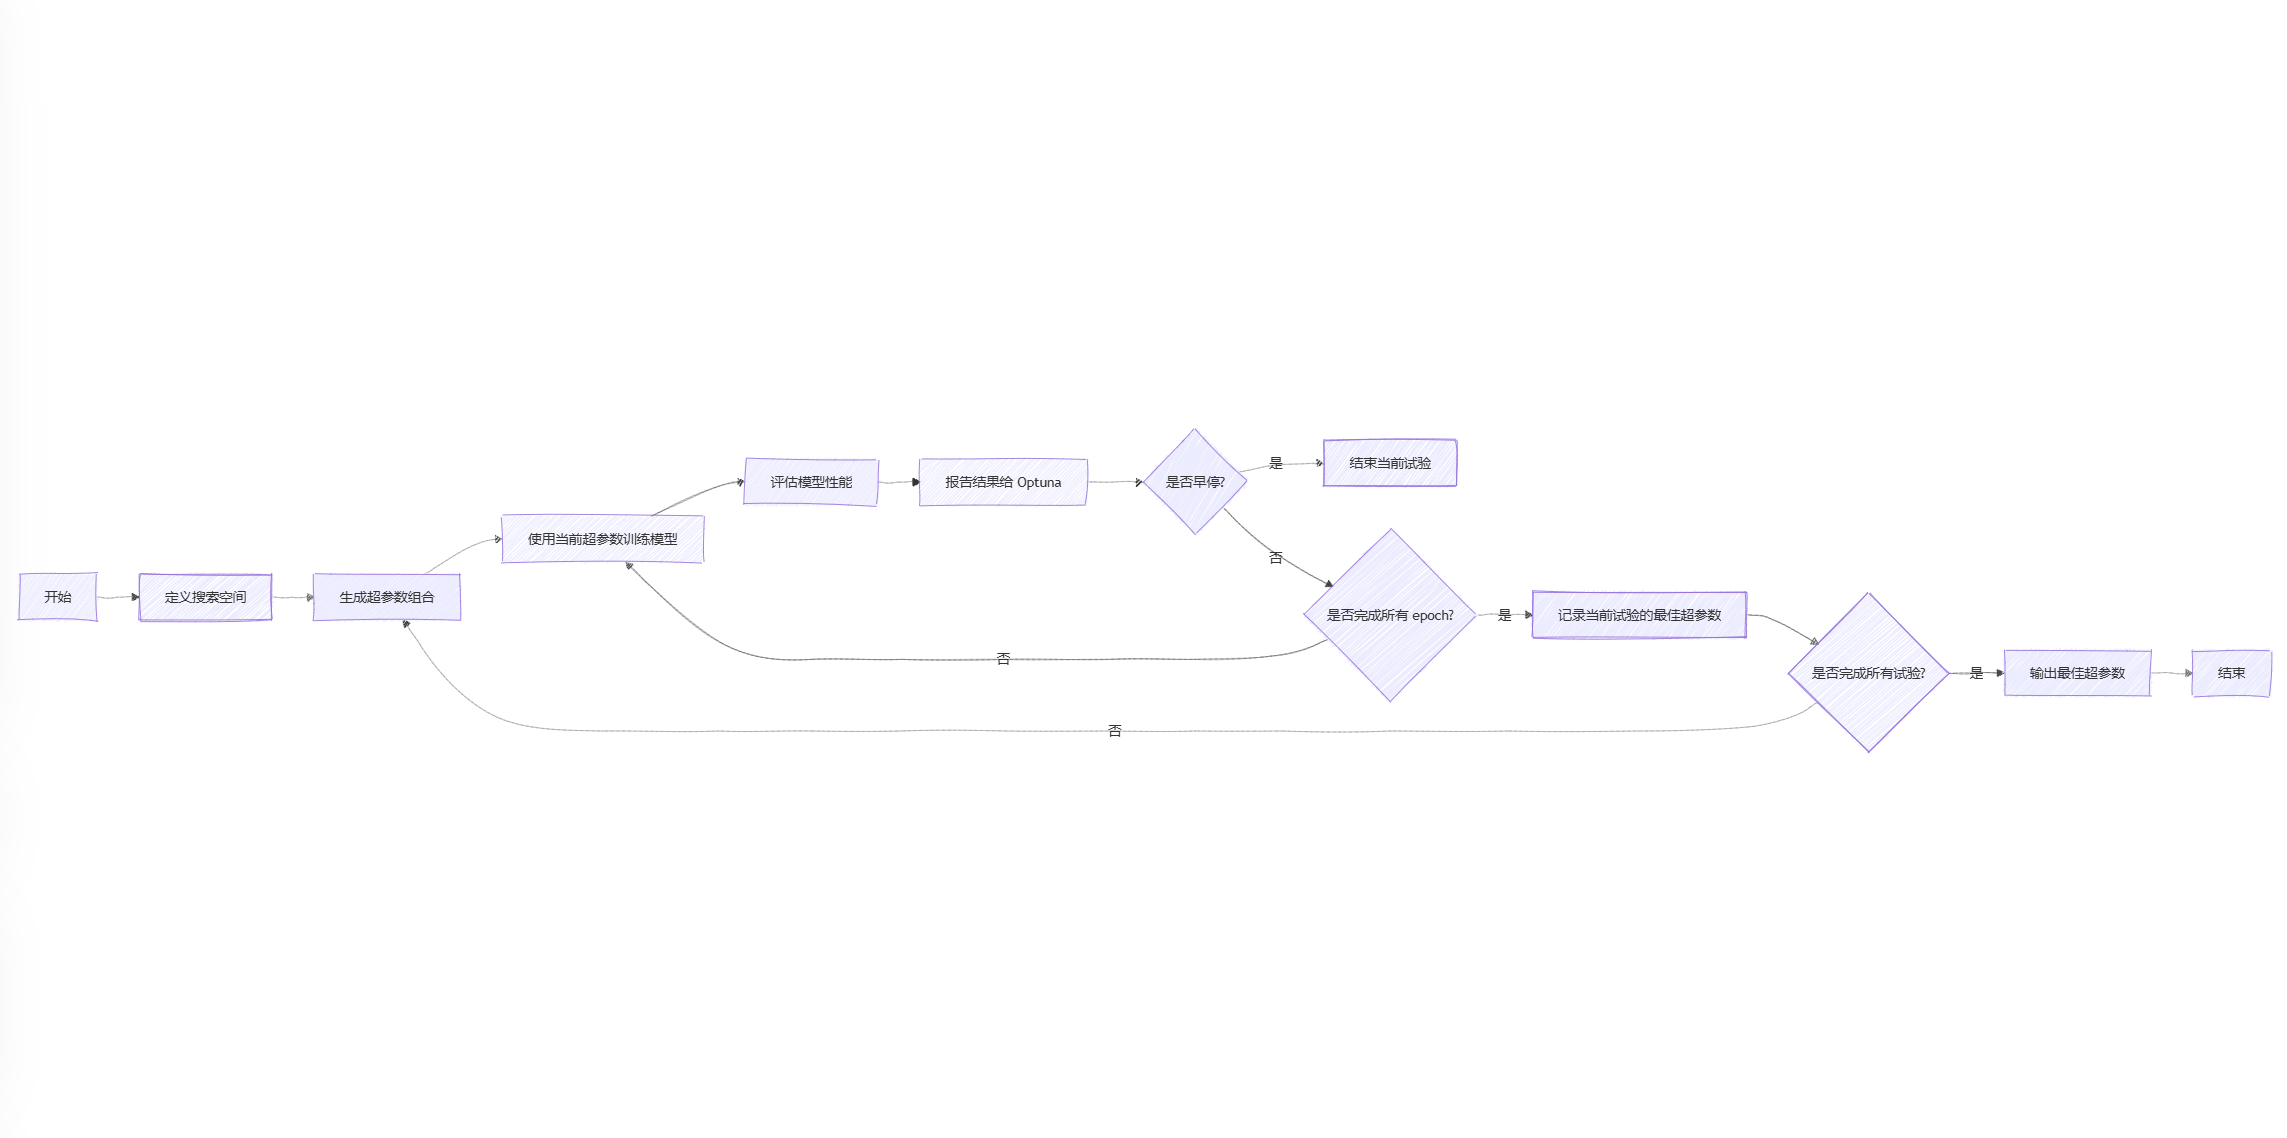 开始
定义搜索空间
生成超参数组合
使用当前超参数训练模型
评估模型性能
报告结果给 Optuna
是否早停?
是
结束当前试验
否
是否完成所有 epoch?
是
记录当前试验的最佳超参数
否
是否完成所有试验?
是
输出最佳超参数
结束
否